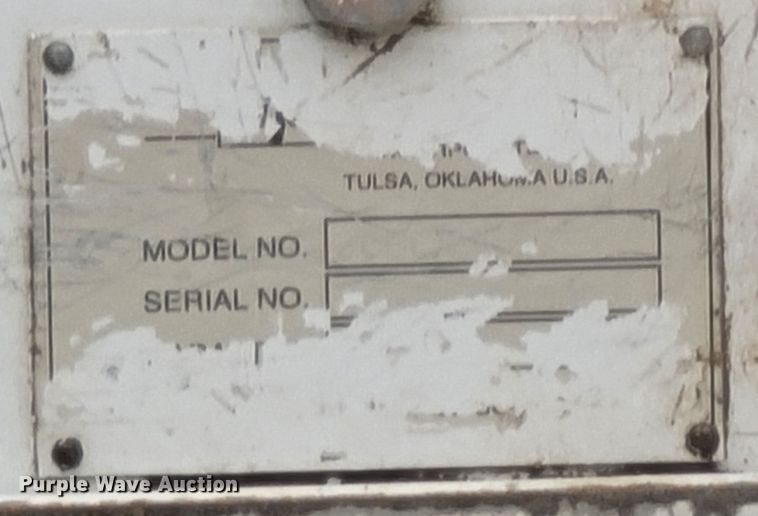 TULSA, OKLAHOMA U.S.A.
MODEL NO.
SERIAL NO.
Purple Wave Auction